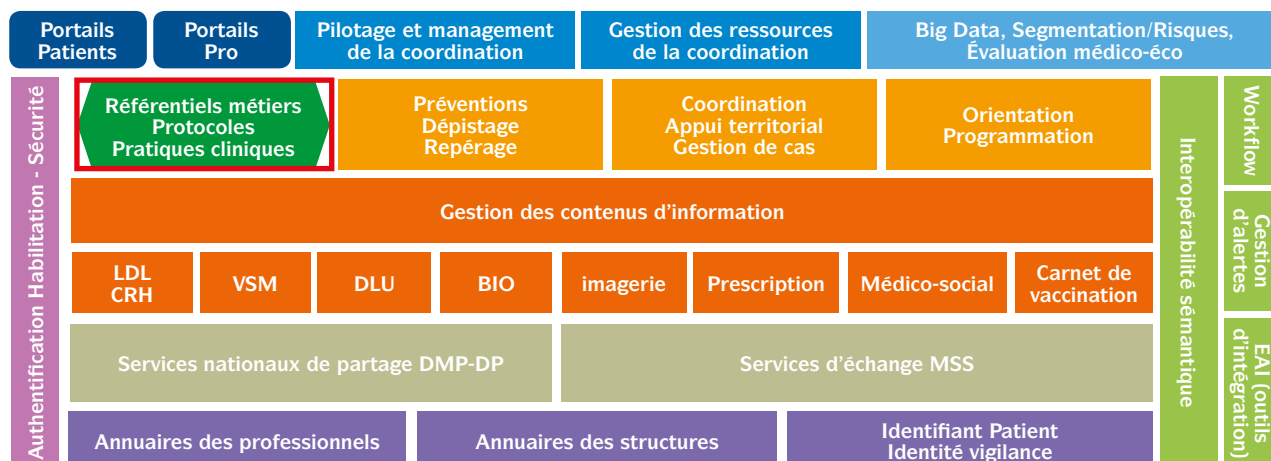 Portails
Patients
Portails
Pro
Pilotage et management
de la coordination
Gestion des ressources
de la coordination
Big Data, Segmentation/Risques,
Évaluation médico-éco
Authentification Habilitation - Sécurité
Référentiels métiers
Protocoles
Pratiques cliniques
Préventions
Dépistage
Repérage
Coordination
Appui territorial
Gestion de cas
Orientation
Programmation
Interopérabilité sémantique
Workflow
Gestion
d'alertes
EAI (outils
d'intégration)
Gestion des contenus d'information
LDL
CRH
VSM
DLU
BIO
imagerie
Prescription
Médico-social
Carnet de
vaccination
Services nationaux de partage DMP-DP
Services d'échange MSS
Annuaires des professionnels
Annuaires des structures
Identifiant Patient
Identité vigilance